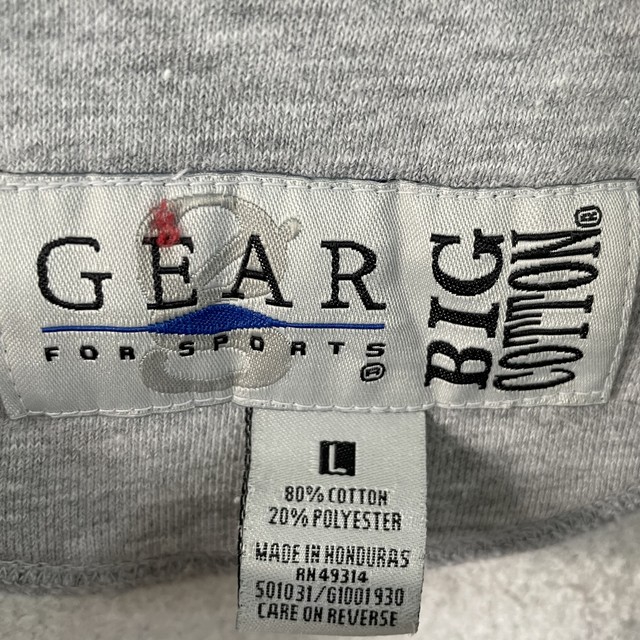 GEAR
FOR SPORTS®
BIG
COTTON®
L
80% COTTON
20% POLYESTER
MADE IN HONDURAS
RN 49314
501031/G1001930
CARE ON REVERSE